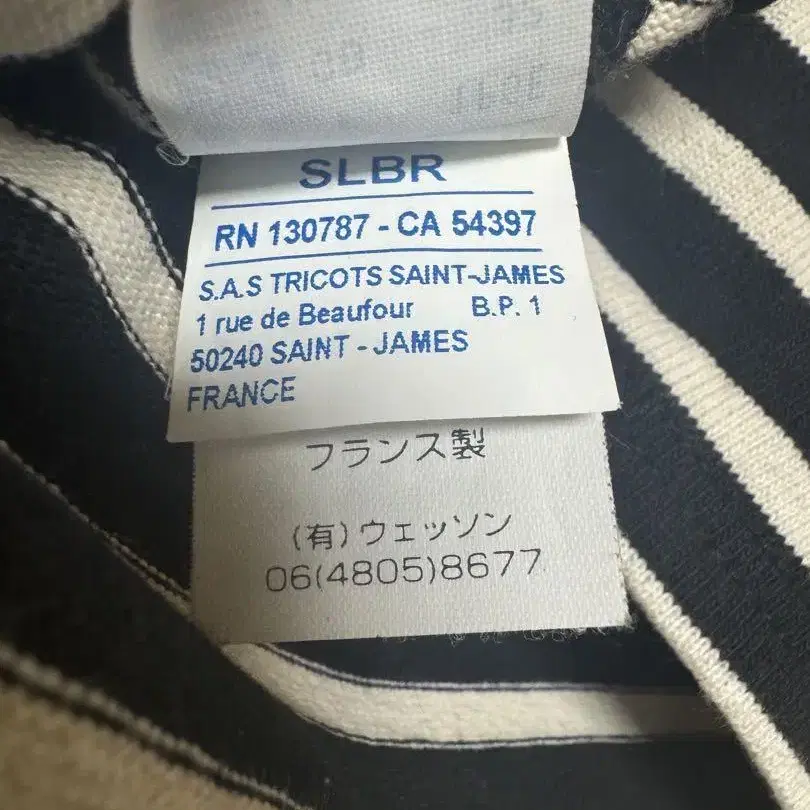 SLBR
RN 130787 - CA 54397
S.A.S TRICOTS SAINT-JAMES
1 rue de Beaufour B.P. 1
50240 SAINT - JAMES
FRANCE
フランス製
(有)ウェッソン
06(4805)8677